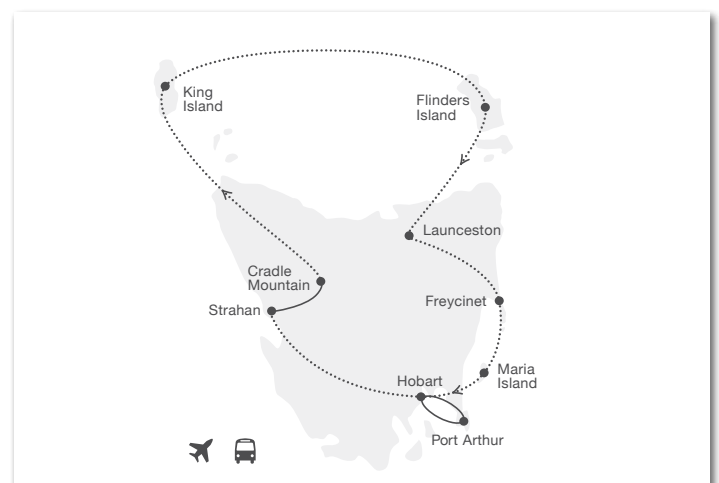 King
Island
Flinders
Island
Launceston
Cradle
Mountain
Freycinet
Strahan
Maria
Island
Hobart
Port Arthur